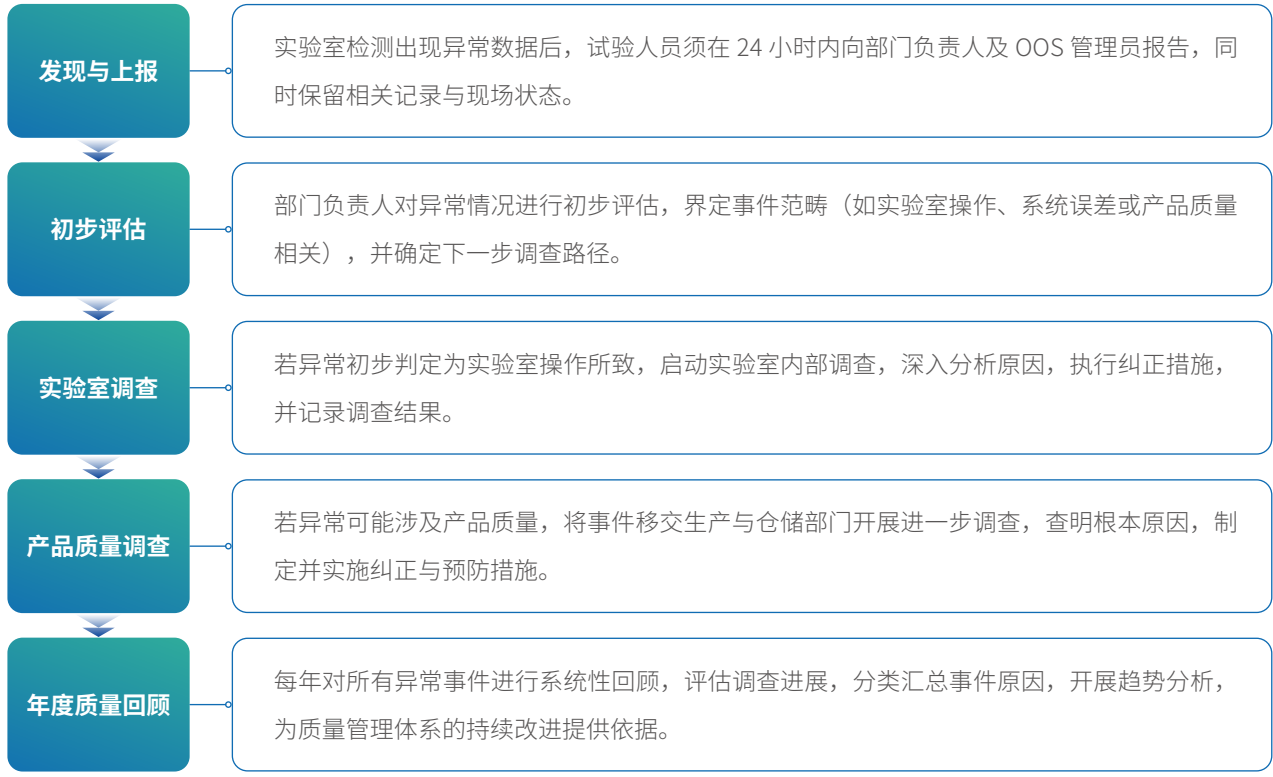 发现与上报
实验室检测出现异常数据后，试验人员须在 24 小时内向部门负责人及 OOS 管理员报告，同
时保留相关记录与现场状态。
初步评估
部门负责人对异常情况进行初步评估，界定事件范畴（如实验室操作、系统误差或产品质量
相关），并确定下一步调查路径。
实验室调查
若异常初步判定为实验室操作所致，启动实验室内部调查，深入分析原因，执行纠正措施，
并记录调查结果。
产品质量调查
若异常可能涉及产品质量，将事件移交生产与仓储部门开展进一步调查，查明根本原因，制
定并实施纠正与预防措施。
年度质量回顾
每年对所有异常事件进行系统性回顾，评估调查进展，分类汇总事件原因，开展趋势分析，
为质量管理体系的持续改进提供依据。